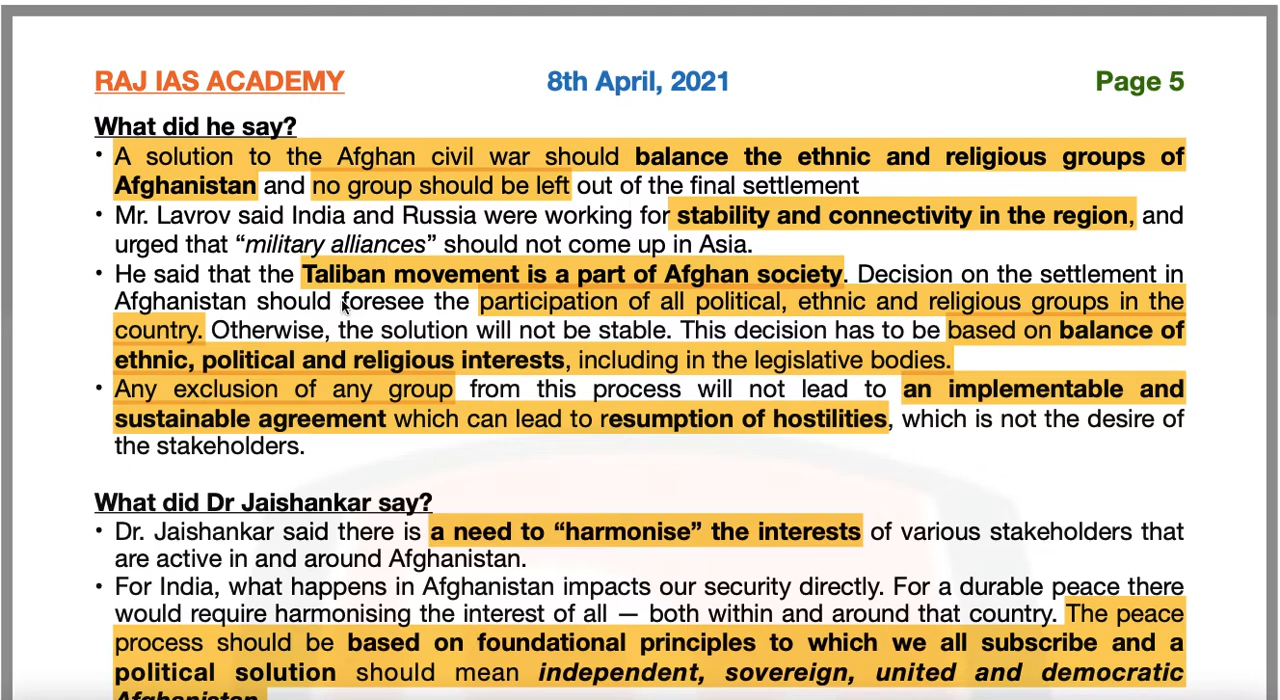 RAJ IAS ACADEMY 8th April, 2021 Page 5
What did he say?
• A solution to the Afghan civil war should balance the ethnic and religious groups of
Afghanistan and no group should be left out of the final settlement
• Mr. Lavrov said India and Russia were working for stability and connectivity in the region, and
urged that “military alliances” should not come up in Asia.
• He said that the Taliban movement is a part of Afghan society. Decision on the settlement in
Afghanistan should foresee the participation of all political, ethnic and religious groups in the
country. Otherwise, the solution will not be stable. This decision has to be based on balance of
ethnic, political and religious interests, including in the legislative bodies.
• Any exclusion of any group from this process will not lead to an implementable and
sustainable agreement which can lead to resumption of hostilities, which is not the desire of
the stakeholders.
What did Dr Jaishankar say?
• Dr. Jaishankar said there is a need to “harmonise” the interests of various stakeholders that
are active in and around Afghanistan.
• For India, what happens in Afghanistan impacts our security directly. For a durable peace there
would require harmonising the interest of all — both within and around that country. The peace
process should be based on foundational principles to which we all subscribe and a
political solution should mean independent, sovereign, united and democratic
Afghanistan.